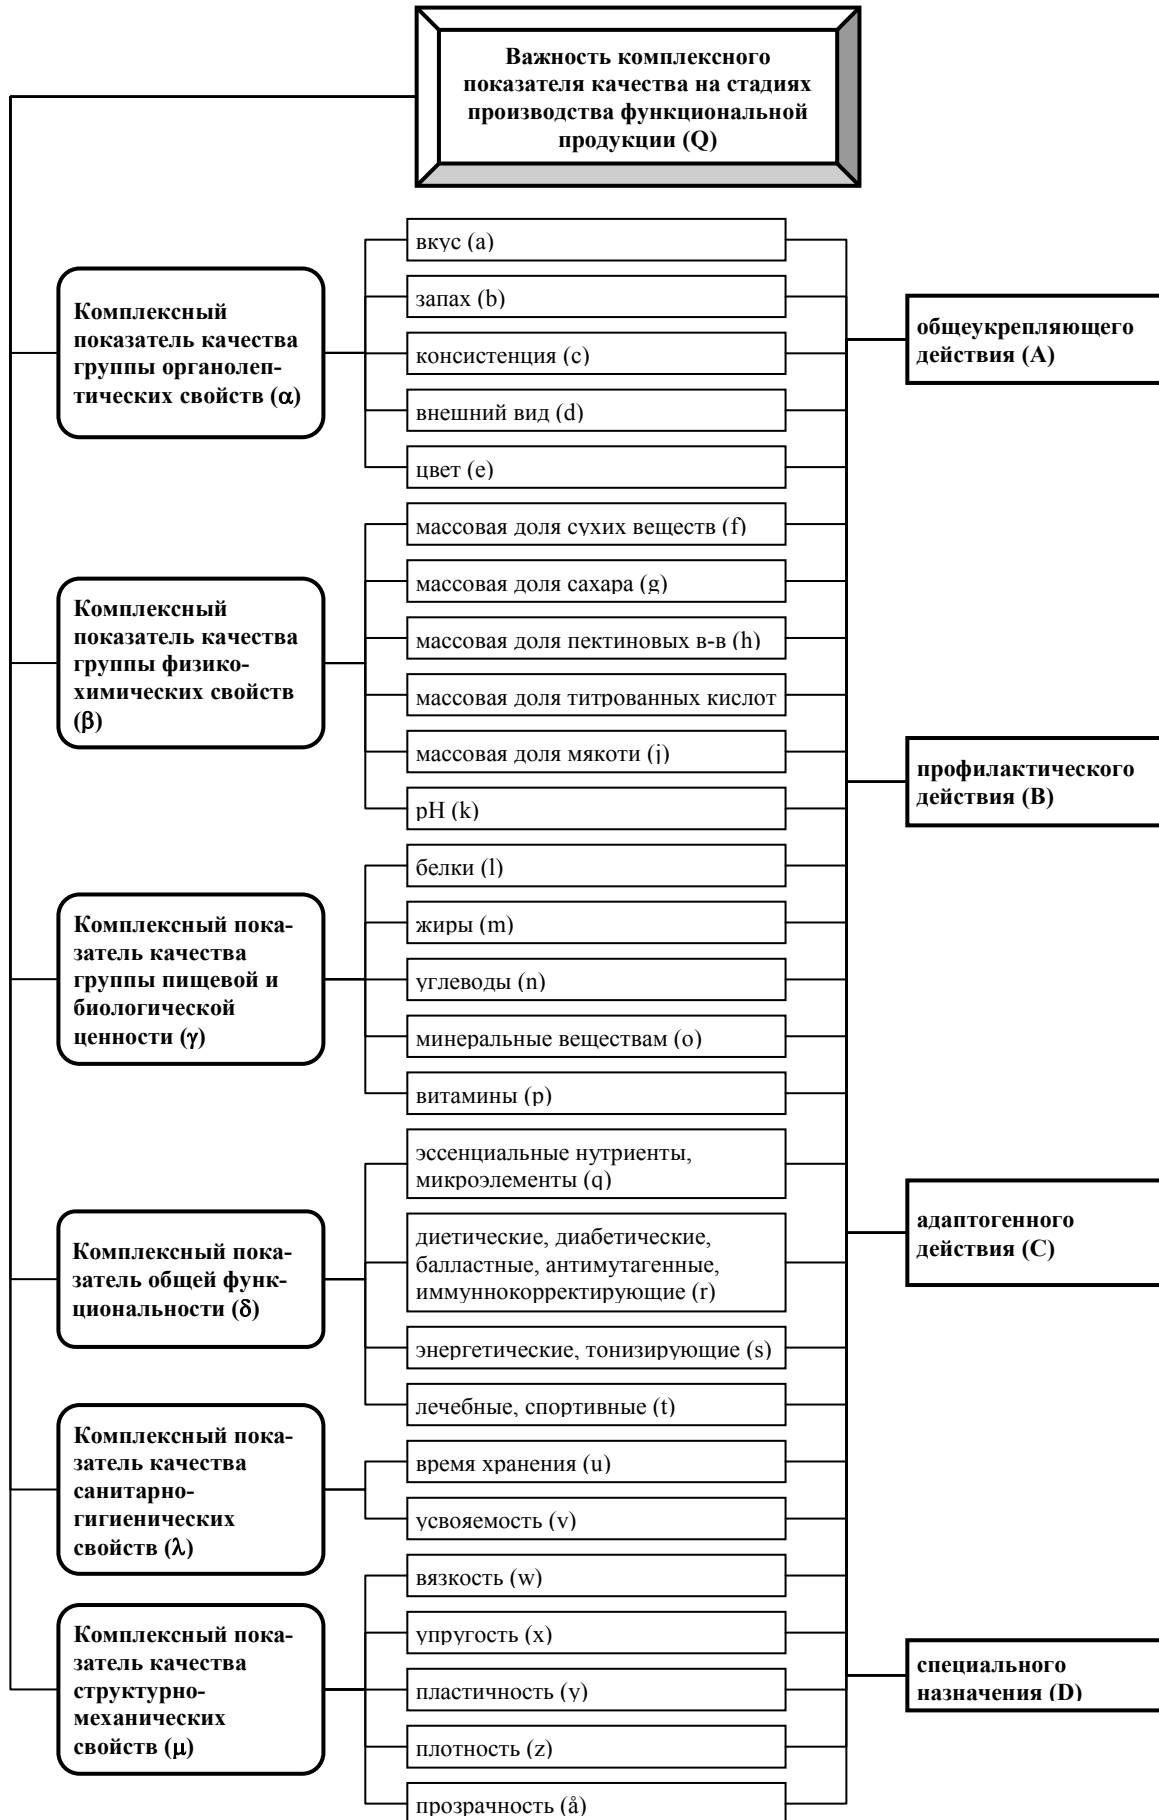 Важность комплексного
показателя качества на стадиях
производства функциональной
продукции (Q)
Комплексный
показатель качества
группы органолеп-
тических свойств (α)
вкус (a)
запах (b)
консистенция (c)
внешний вид (d)
цвет (e)
Комплексный
показатель качества
группы физико-
химических свойств
(β)
массовая доля сухих веществ (f)
массовая доля сахара (g)
массовая доля пектиновых в-в (h)
массовая доля титрованных кислот
массовая доля мякоти (j)
pH (k)
Комплексный пока-
затель качества
группы пищевой и
биологической
ценности (γ)
белки (l)
жиры (m)
углеводы (n)
минеральные веществам (o)
витамины (p)
Комплексный пока-
затель общей функ-
циональности (δ)
эссенциальные нутриенты,
микроэлементы (q)
диетические, диабетические,
балластные, антимутагенные,
иммуннокорректирующие (r)
энергетические, тонизирующие (s)
лечебные, спортивные (t)
Комплексный пока-
затель качества
санитарно-
гигиенических
свойств (λ)
время хранения (u)
усвояемость (v)
Комплексный пока-
затель качества
структурно-
механических
свойств (μ)
вязкость (w)
упругость (x)
пластичность (y)
плотность (z)
прозрачность (å)
общеукрепляющего
действия (A)
профилактического
действия (B)
адаптогенного
действия (C)
специального
назначения (D)